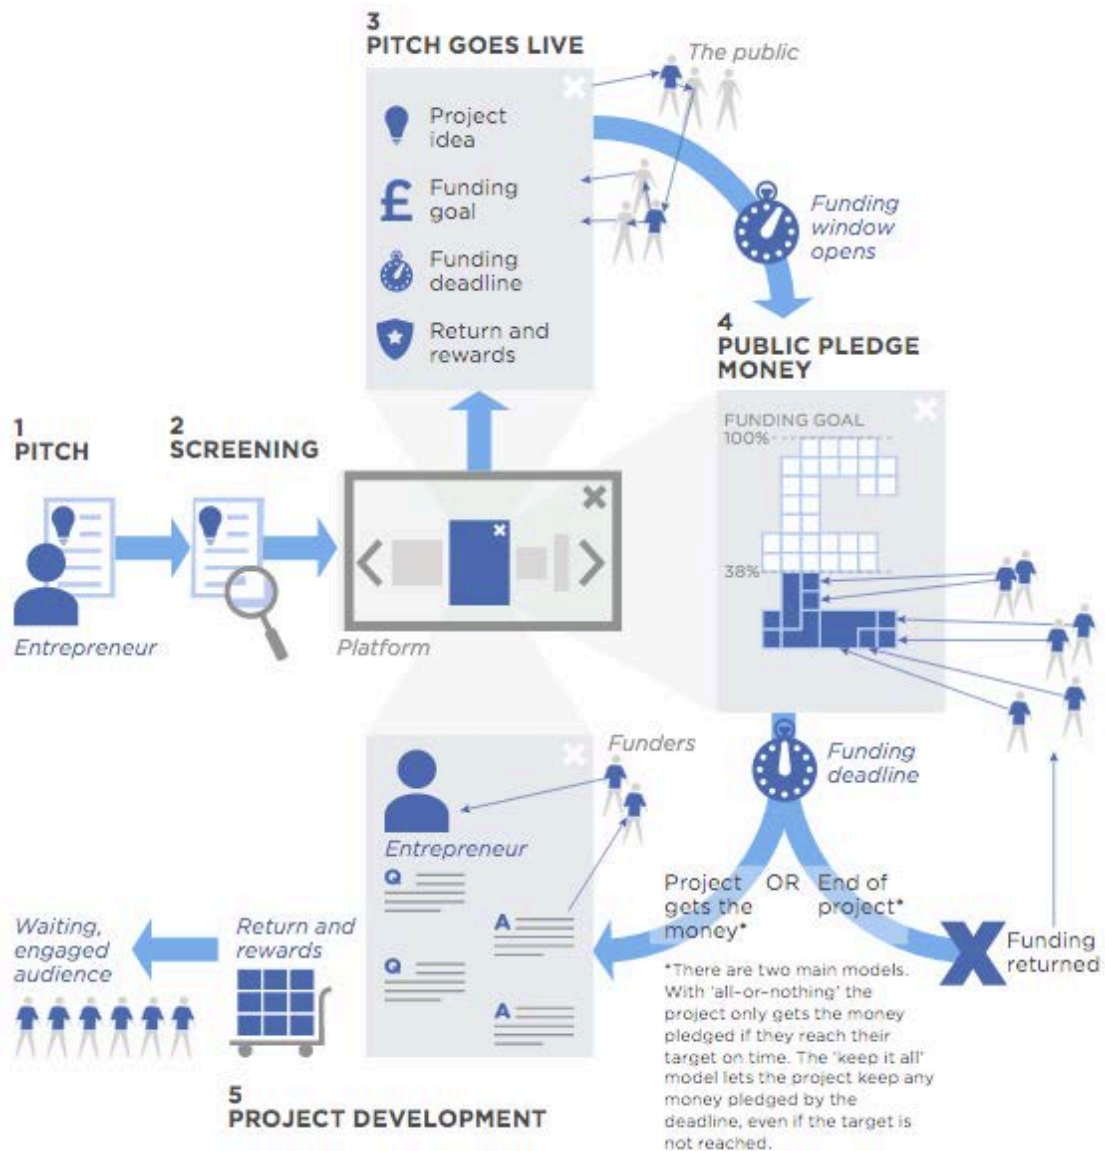 1
PITCH
Entrepreneur
2
SCREENING
Platform
3
PITCH GOES LIVE
Project
idea
£
Funding
goal
Funding
deadline
Return and
rewards
The public
Funding
window
opens
4
PUBLIC PLEDGE
MONEY
FUNDING GOAL
100%
38%
Funding
deadline
Project
gets the
money*
OR
End of
project*
Funding
returned
*There are two main models.
With 'all-or-nothing' the
project only gets the money
pledged if they reach their
target on time. The 'keep it all'
model lets the project keep any
money pledged by the
deadline, even if the target is
not reached.
Funders
Entrepreneur
Q
A
Q
A
5
PROJECT DEVELOPMENT
Return and
rewards
Waiting,
engaged
audience